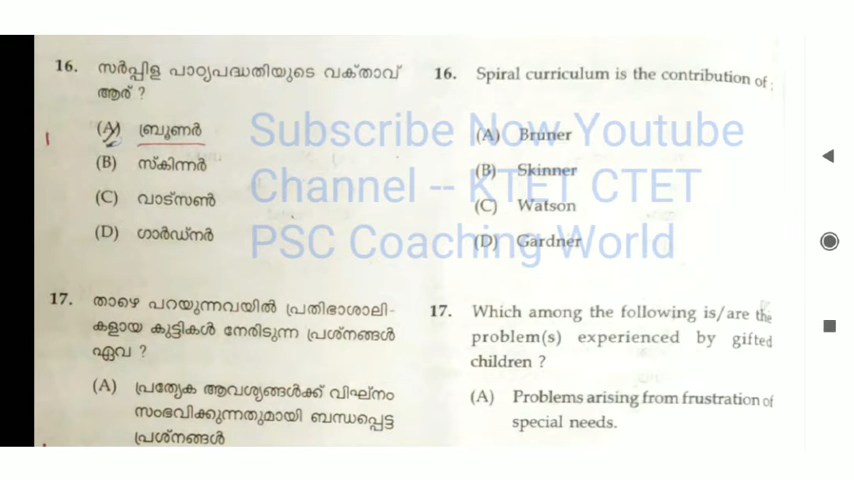 16. സർപ്പിള പാഠ്യപദ്ധതിയുടെ വക്താവ്
ആര് ?
(A) ബ്രൂണർ
(B) സ്കിന്നർ
(C) വാട്സൺ
(D) ഗാർഡ്നർ
17. താഴെ പറയുന്നവയിൽ പ്രതിഭാശാലി-
കളായ കുട്ടികൾ നേരിടുന്ന പ്രശ്നങ്ങൾ
ഏവ ?
(A) പ്രത്യേക ആവശ്യങ്ങൾക്ക് വിഘ്നം
സംഭവിക്കുന്നതുമായി ബന്ധപ്പെട്ട
പ്രശ്നങ്ങൾ
16. Spiral curriculum is the contribution of :
(A) Bruner
(B) Skinner
(C) Watson
(D) Gardner
17. Which among the following is/are the
problem(s) experienced by gifted
children ?
(A) Problems arising from frustration of
special needs.
Subscribe Now Youtube
Channel -- KTET CTET
PSC Coaching World